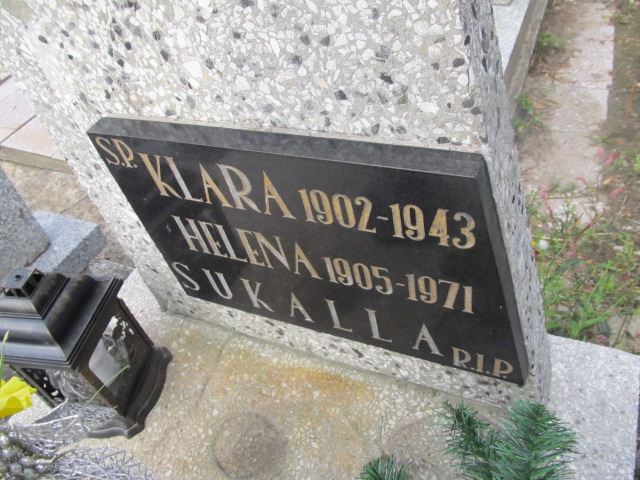 S.P. KLARA 1902-1943
HELENA 1905-1971
SUKALLA R.I.P.